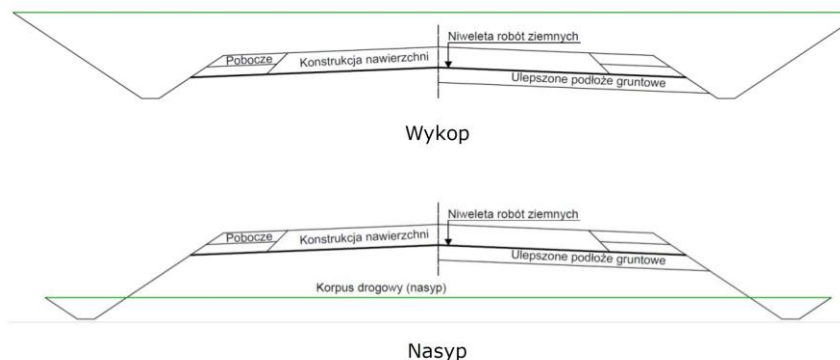 Niweleta robót ziemnych
Pobocze
Konstrukcja nawierzchni
Ulepszone podłoże gruntowe
Wykop
Niweleta robót ziemnych
Pobocze
Konstrukcja nawierzchni
Ulepszone podłoże gruntowe
Korpus drogowy (nasyp)
Nasyp